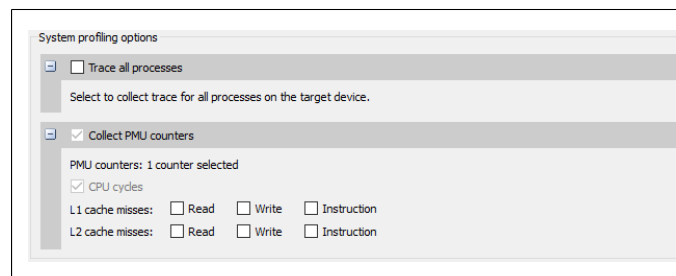 System profiling options
Trace all processes
Select to collect trace for all processes on the target device.
Collect PMU counters
PMU counters: 1 counter selected
CPU cycles
L1 cache misses: Read Write Instruction
L2 cache misses: Read Write Instruction